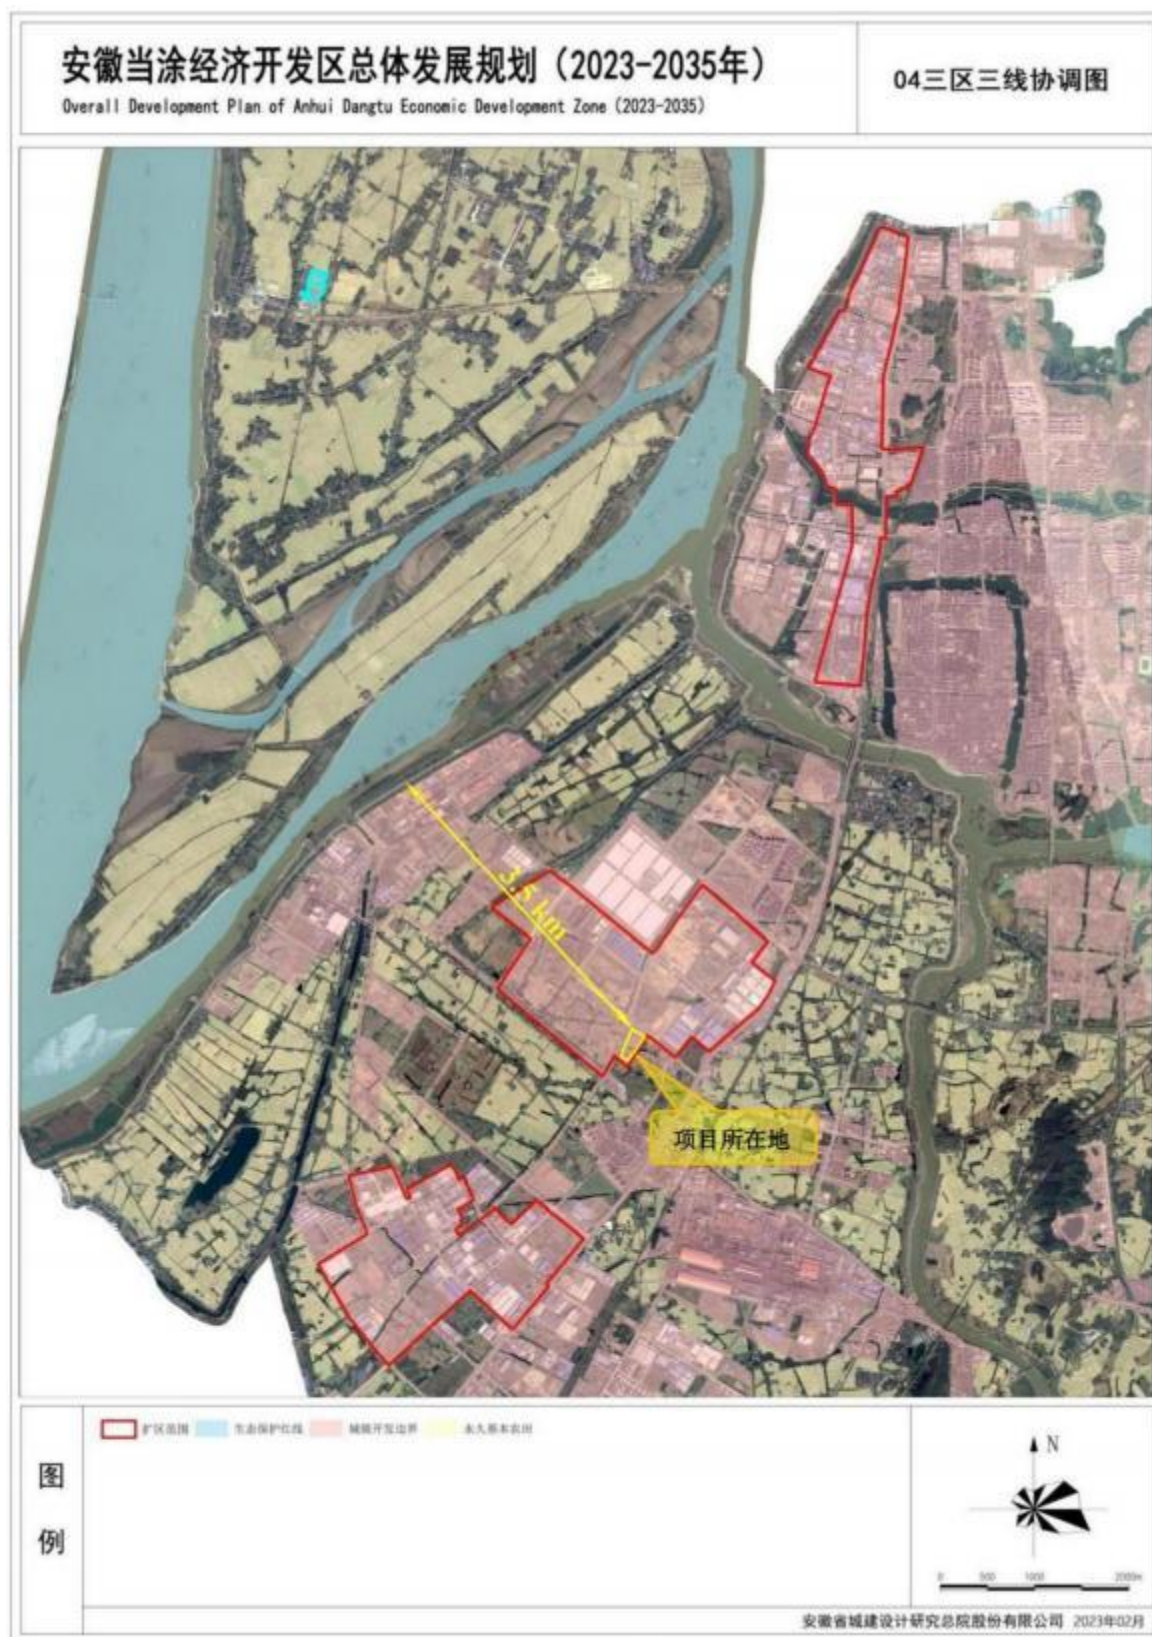 安徽当涂经济开发区总体发展规划（2023-2035年）
Overall Development Plan of Anhui Dangtu Economic Development Zone (2023-2035)
04三区三线协调图
3.5 km
项目所在地
图例
扩区范围 生态保护红线 城镇开发边界 永久基本农田
N
0 500 1000 2000m
安徽省城建设计研究总院股份有限公司 2023年02月